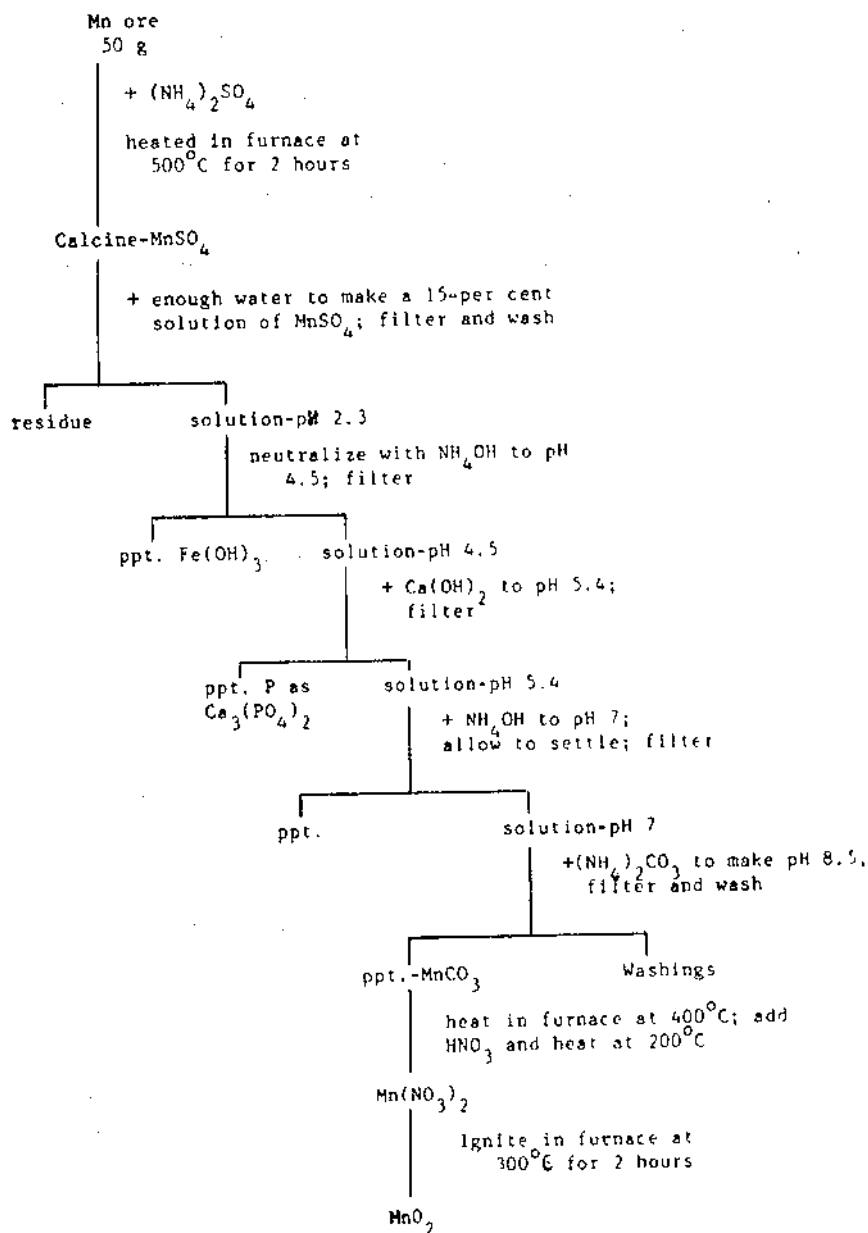 Mn ore
50 g
+ (NH4)2SO4
heated in furnace at
500°C for 2 hours
Calcine-MnSO4
+ enough water to make a 15-per cent
solution of MnSO4; filter and wash
residue
solution-pH 2.3
neutralize with NH4OH to pH
4.5; filter
ppt. Fe(OH)3
solution-pH 4.5
+ Ca(OH)2 to pH 5.4;
filter
ppt. P as
Ca3(PO4)2
solution-pH 5.4
+ NH4OH to pH 7;
allow to settle; filter
ppt.
solution-pH 7
+(NH4)2CO3 to make pH 8.5,
filter and wash
ppt.-MnCO3
Washings
heat in furnace at 400°C; add
HNO3 and heat at 200°C
Mn(NO3)2
Ignite in furnace at
300°C for 2 hours
MnO2